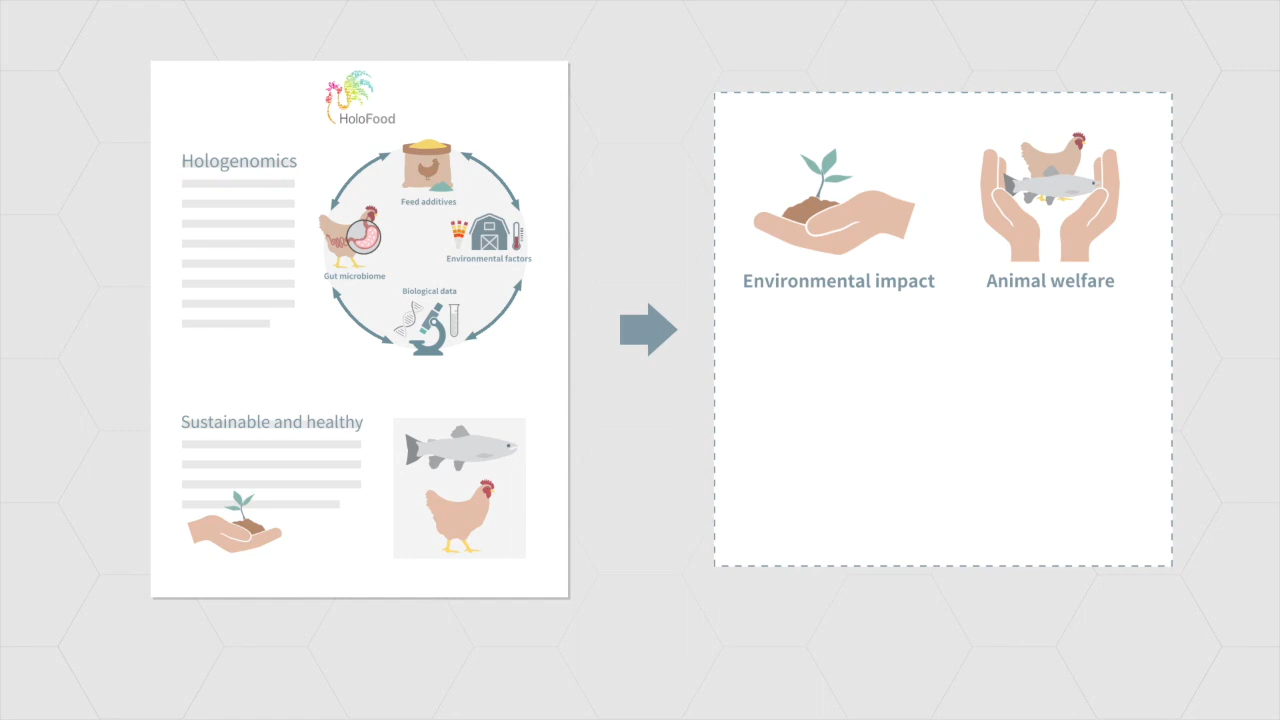 HoloFood
Hologenomics
Feed additives
Environmental factors
Gut microbiome
Biological data
Sustainable and healthy
Environmental impact
Animal welfare